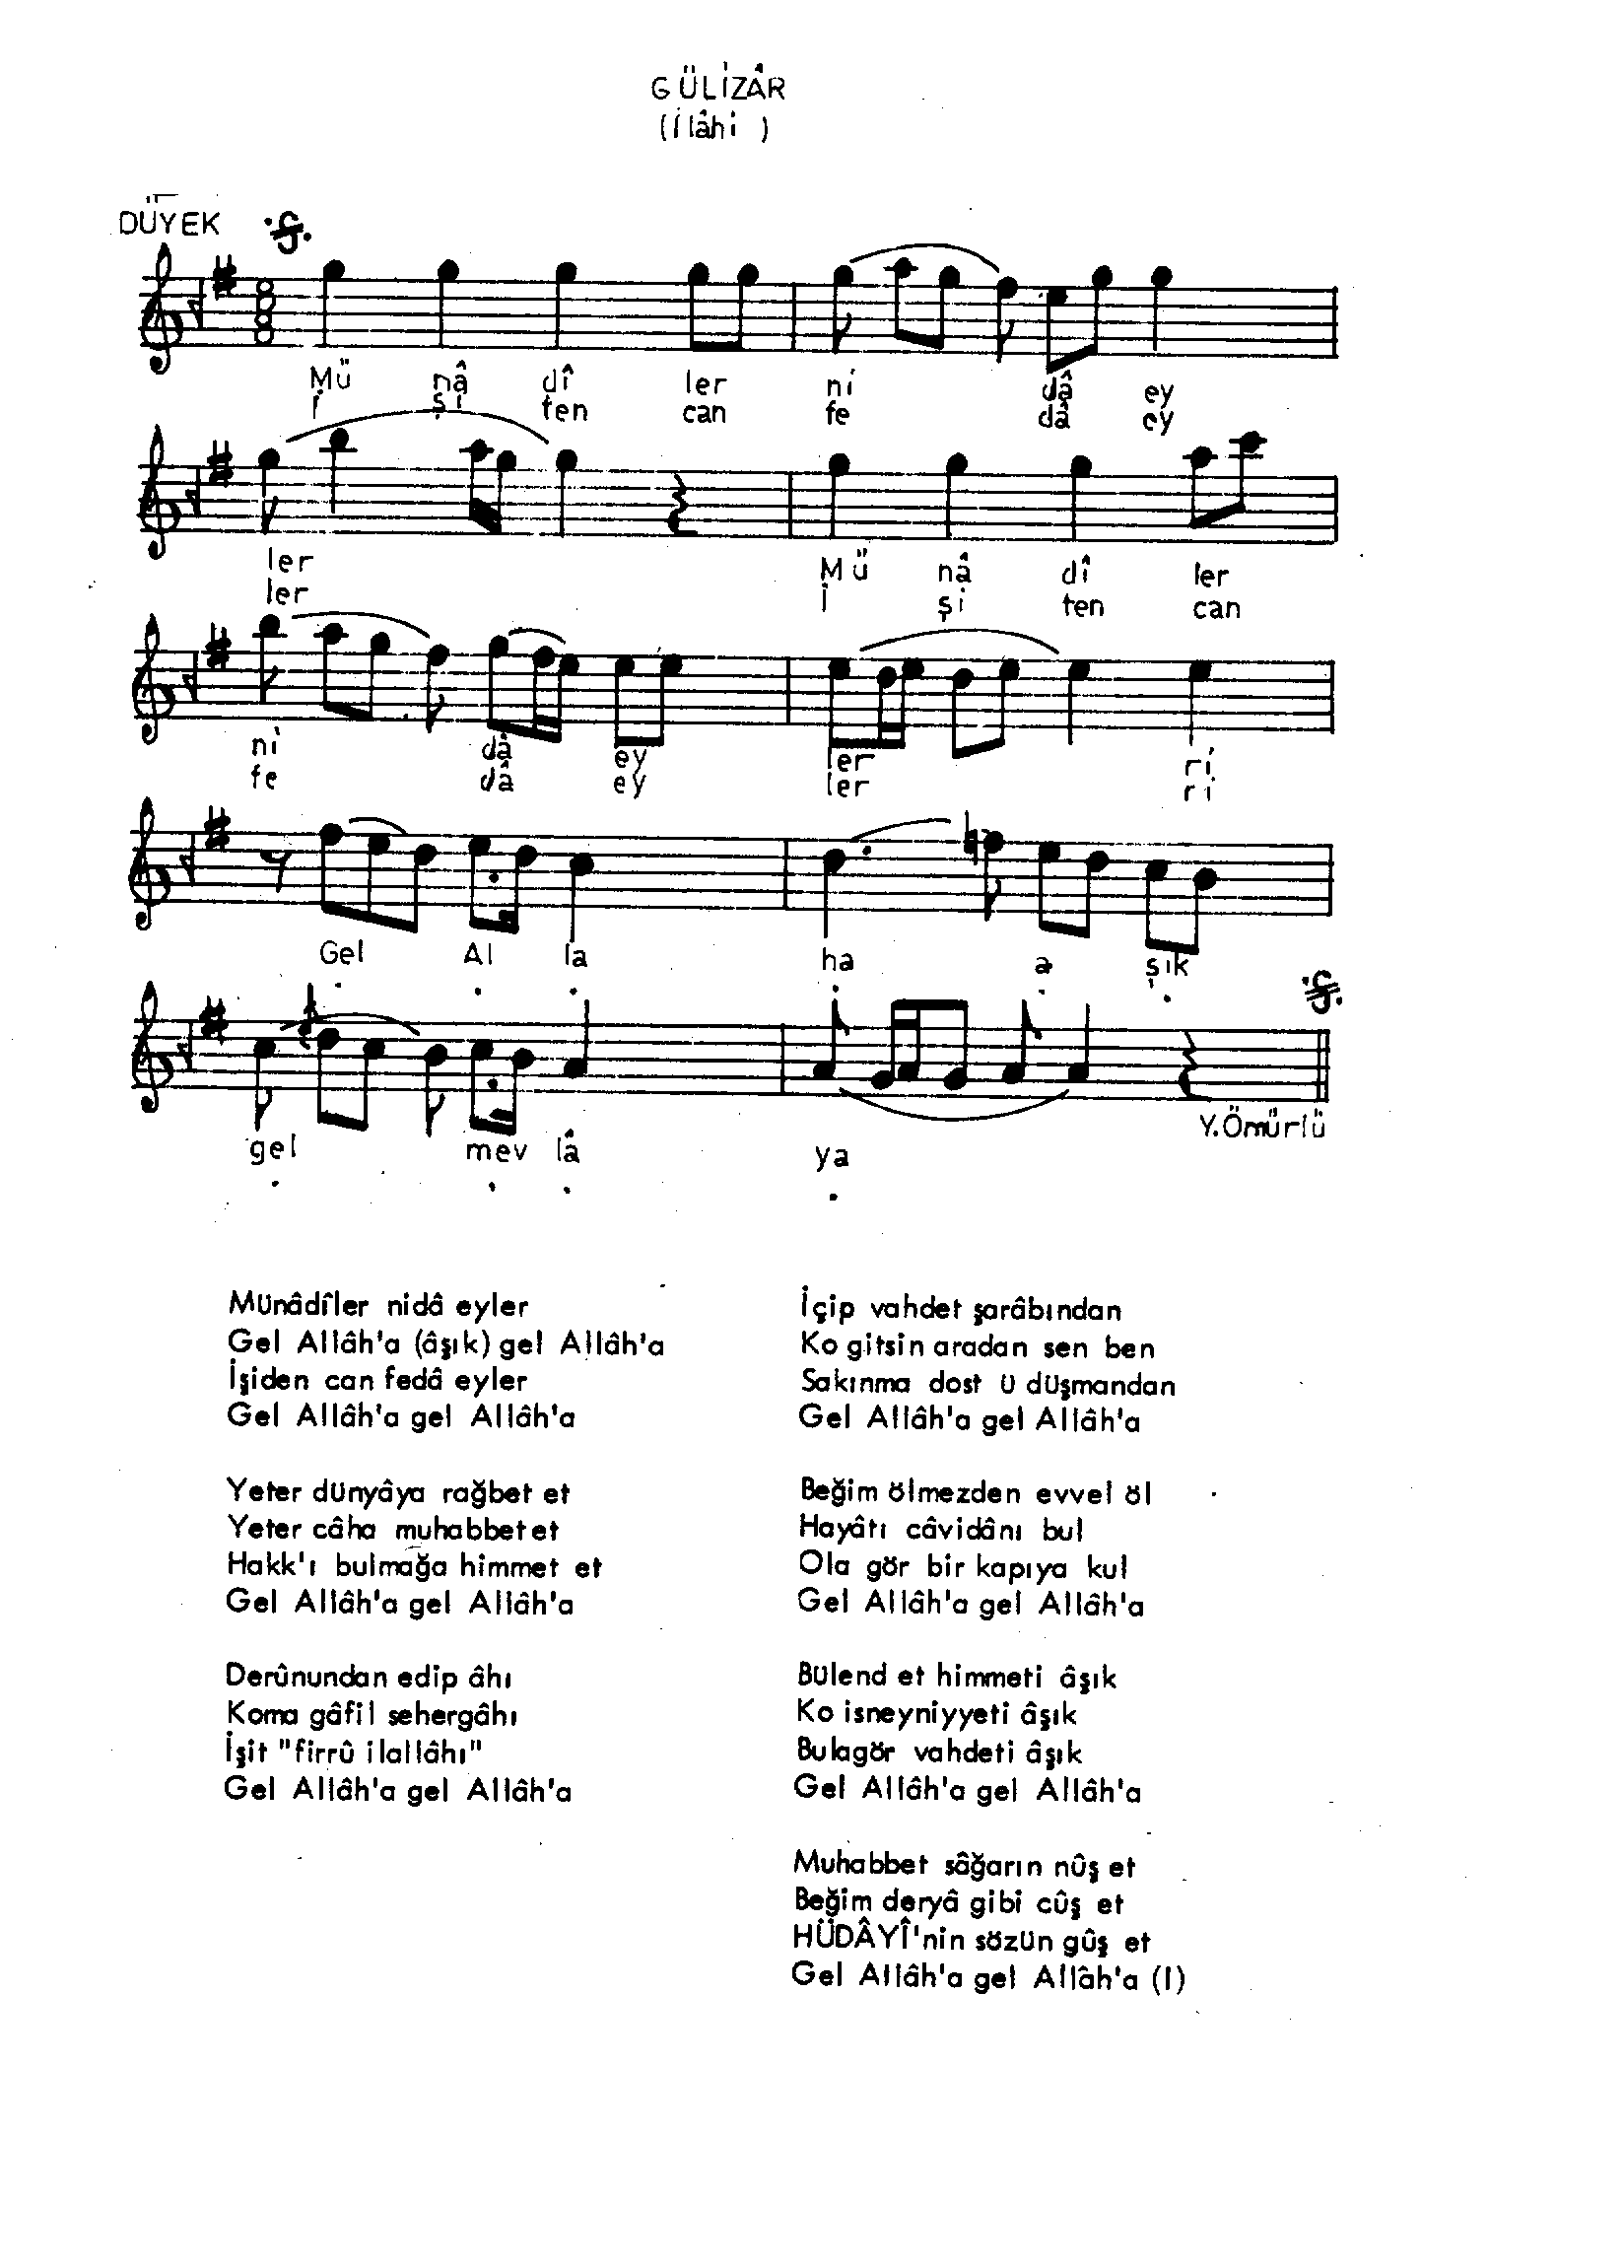 GÜLİZÂR
(İlâhi)
DÜYEK
Mü nâ dî ler ni dâ ey
İ şi ten can fe dâ ey
ler Mü nâ dî ler
ler İ şi ten can
ni dâ ey ler ri
fe dâ ey ler ri
Gel Al la ha a şık
Y.Ömürlü
gel mev lâ ya
Münâdîler nidâ eyler
Gel Allâh'a (âşık) gel Allâh'a
İşiden can fedâ eyler
Gel Allâh'a gel Allâh'a
Yeter dünyâya rağbet et
Yeter câha muhabbet et
Hakk'ı bulmağa himmet et
Gel Allâh'a gel Allâh'a
Derûnundan edip âhı
Koma gâfil sehergâhı
İşit "firrû ilallâhı"
Gel Allâh'a gel Allâh'a
İçip vahdet şarâbından
Ko gitsin aradan sen ben
Sakınma dost ü düşmandan
Gel Allâh'a gel Allâh'a
Beğim ölmezden evvel öl
Hayâtı câvidânı bul
Ola gör bir kapıya kul
Gel Allâh'a gel Allâh'a
Bülend et himmeti âşık
Ko isneyniyyeti âşık
Bulagör vahdeti âşık
Gel Allâh'a gel Allâh'a
Muhabbet sâğarın nûş et
Beğim deryâ gibi cûş et
HÜDÂYÎ'nin sözün gûş et
Gel Allâh'a gel Allâh'a (I)